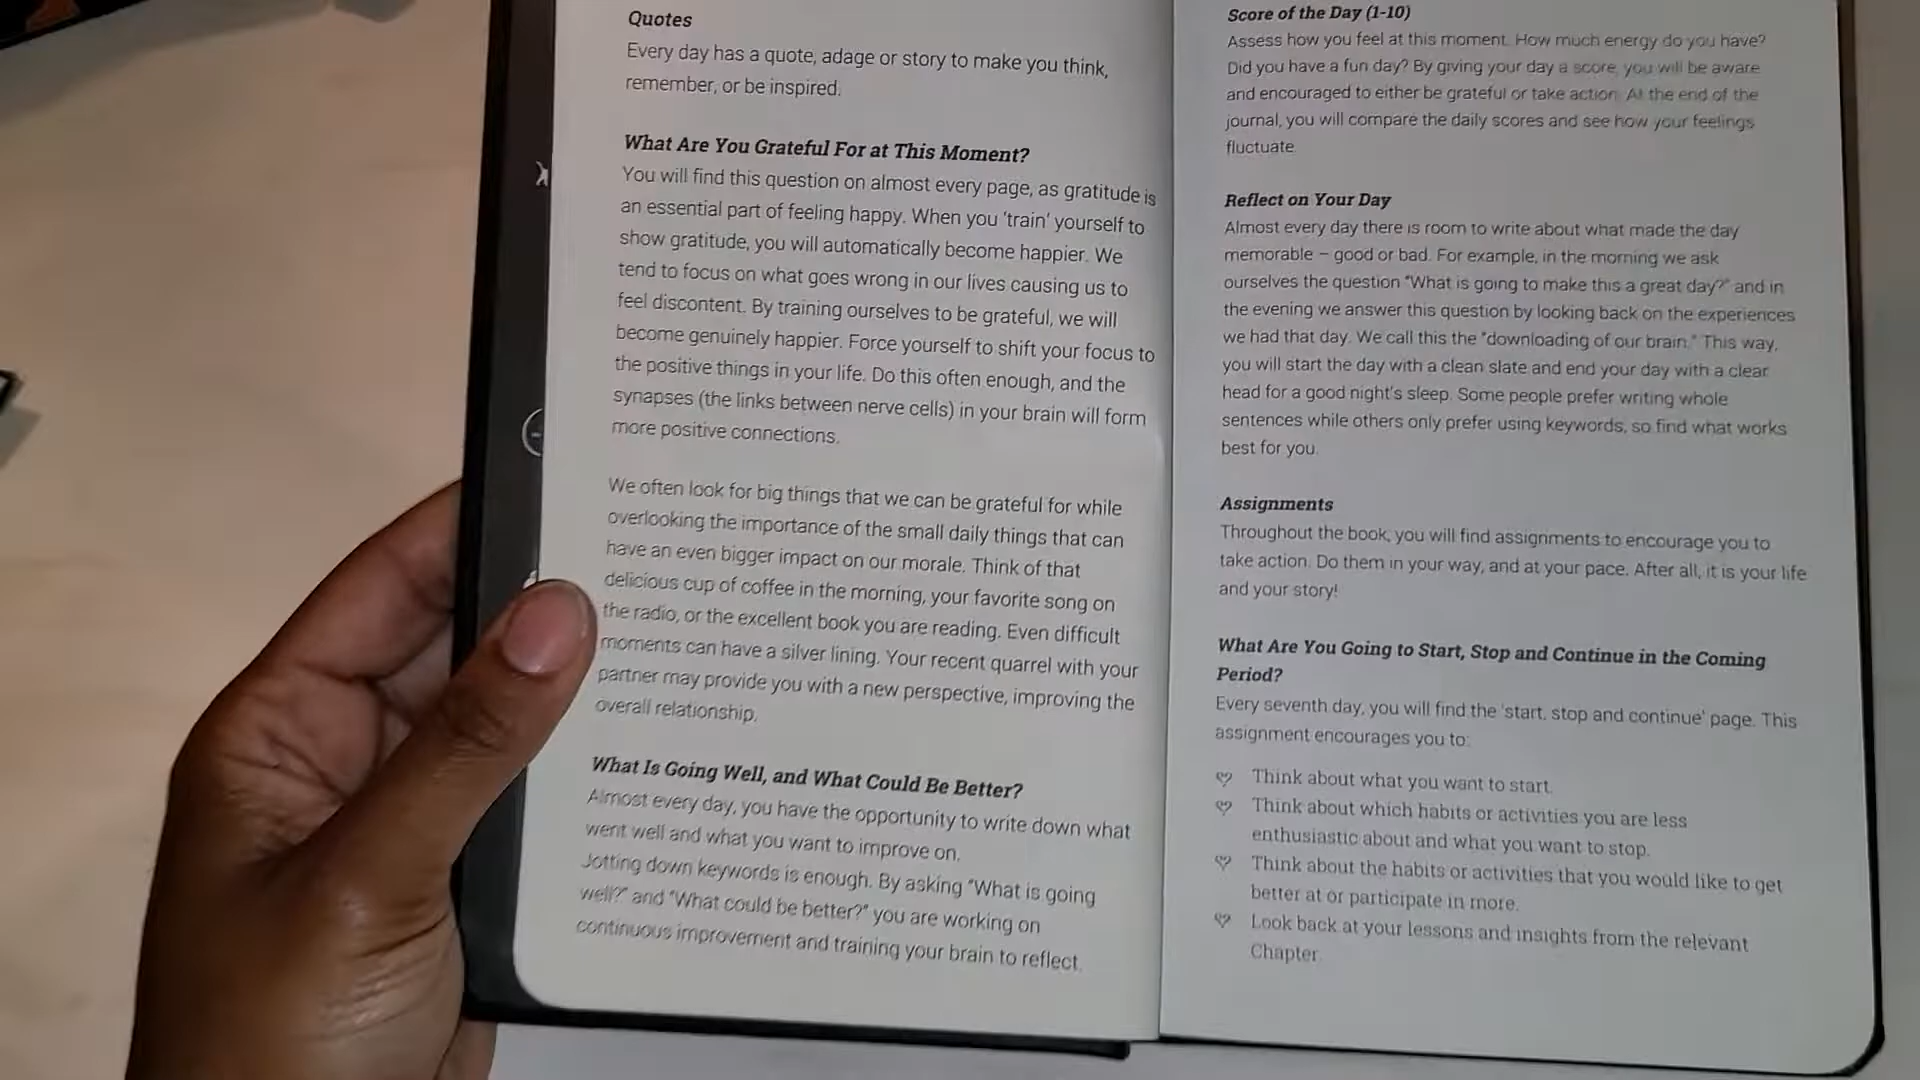 Quotes
Every day has a quote, adage or story to make you think,
remember, or be inspired.
What Are You Grateful For at This Moment?
You will find this question on almost every page, as gratitude is
an essential part of feeling happy. When you 'train' yourself to
show gratitude, you will automatically become happier. We
tend to focus on what goes wrong in our lives causing us to
feel discontent. By training ourselves to be grateful, we will
become genuinely happier. Force yourself to shift your focus to
the positive things in your life. Do this often enough, and the
synapses (the links between nerve cells) in your brain will form
more positive connections.
We often look for big things that we can be grateful for while
overlooking the importance of the small daily things that can
have an even bigger impact on our morale. Think of that
delicious cup of coffee in the morning, your favorite song on
the radio, or the excellent book you are reading. Even difficult
moments can have a silver lining. Your recent quarrel with your
partner may provide you with a new perspective, improving the
overall relationship.
What Is Going Well, and What Could Be Better?
Almost every day, you have the opportunity to write down what
went well and what you want to improve on.
Jotting down keywords is enough. By asking "What is going
well?" and "What could be better?" you are working on
continuous improvement and training your brain to reflect.
Score of the Day (1-10)
Assess how you feel at this moment. How much energy do you have?
Did you have a fun day? By giving your day a score, you will be aware
and encouraged to either be grateful or take action. At the end of the
journal, you will compare the daily scores and see how your feelings
fluctuate.
Reflect on Your Day
Almost every day there is room to write about what made the day
memorable – good or bad. For example, in the morning we ask
ourselves the question "What is going to make this a great day?" and in
the evening we answer this question by looking back on the experiences
we had that day. We call this the "downloading of our brain." This way,
you will start the day with a clean slate and end your day with a clear
head for a good night's sleep. Some people prefer writing whole
sentences while others only prefer using keywords, so find what works
best for you.
Assignments
Throughout the book, you will find assignments to encourage you to
take action. Do them in your way, and at your pace. After all, it is your life
and your story!
What Are You Going to Start, Stop and Continue in the Coming
Period?
Every seventh day, you will find the 'start, stop and continue' page. This
assignment encourages you to:
Think about what you want to start.
Think about which habits or activities you are less
enthusiastic about and what you want to stop.
Think about the habits or activities that you would like to get
better at or participate in more.
Look back at your lessons and insights from the relevant
Chapter.